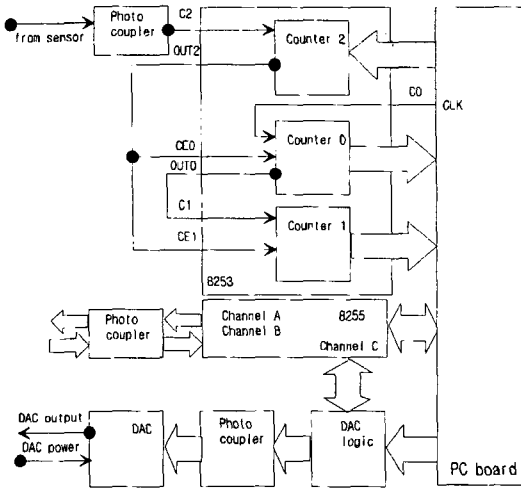 from sensor
Photo
coupler
C2
OUT2
Counter 2
C0
CLK
CE0
OUT0
Counter 0
C1
CE1
Counter 1
8253
Photo
coupler
Channel A
Channel B
8255
Channel C
DAC output
DAC power
DAC
Photo
coupler
DAC
logic
PC board